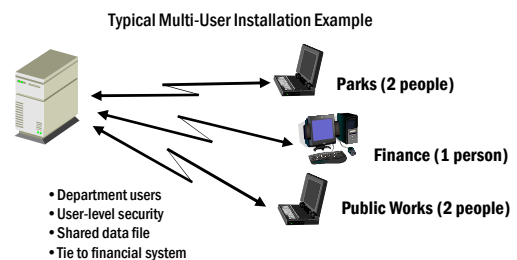 Typical Multi-User Installation Example
Parks (2 people)
Finance (1 person)
Public Works (2 people)
• Department users
• User-level security
• Shared data file
• Tie to financial system